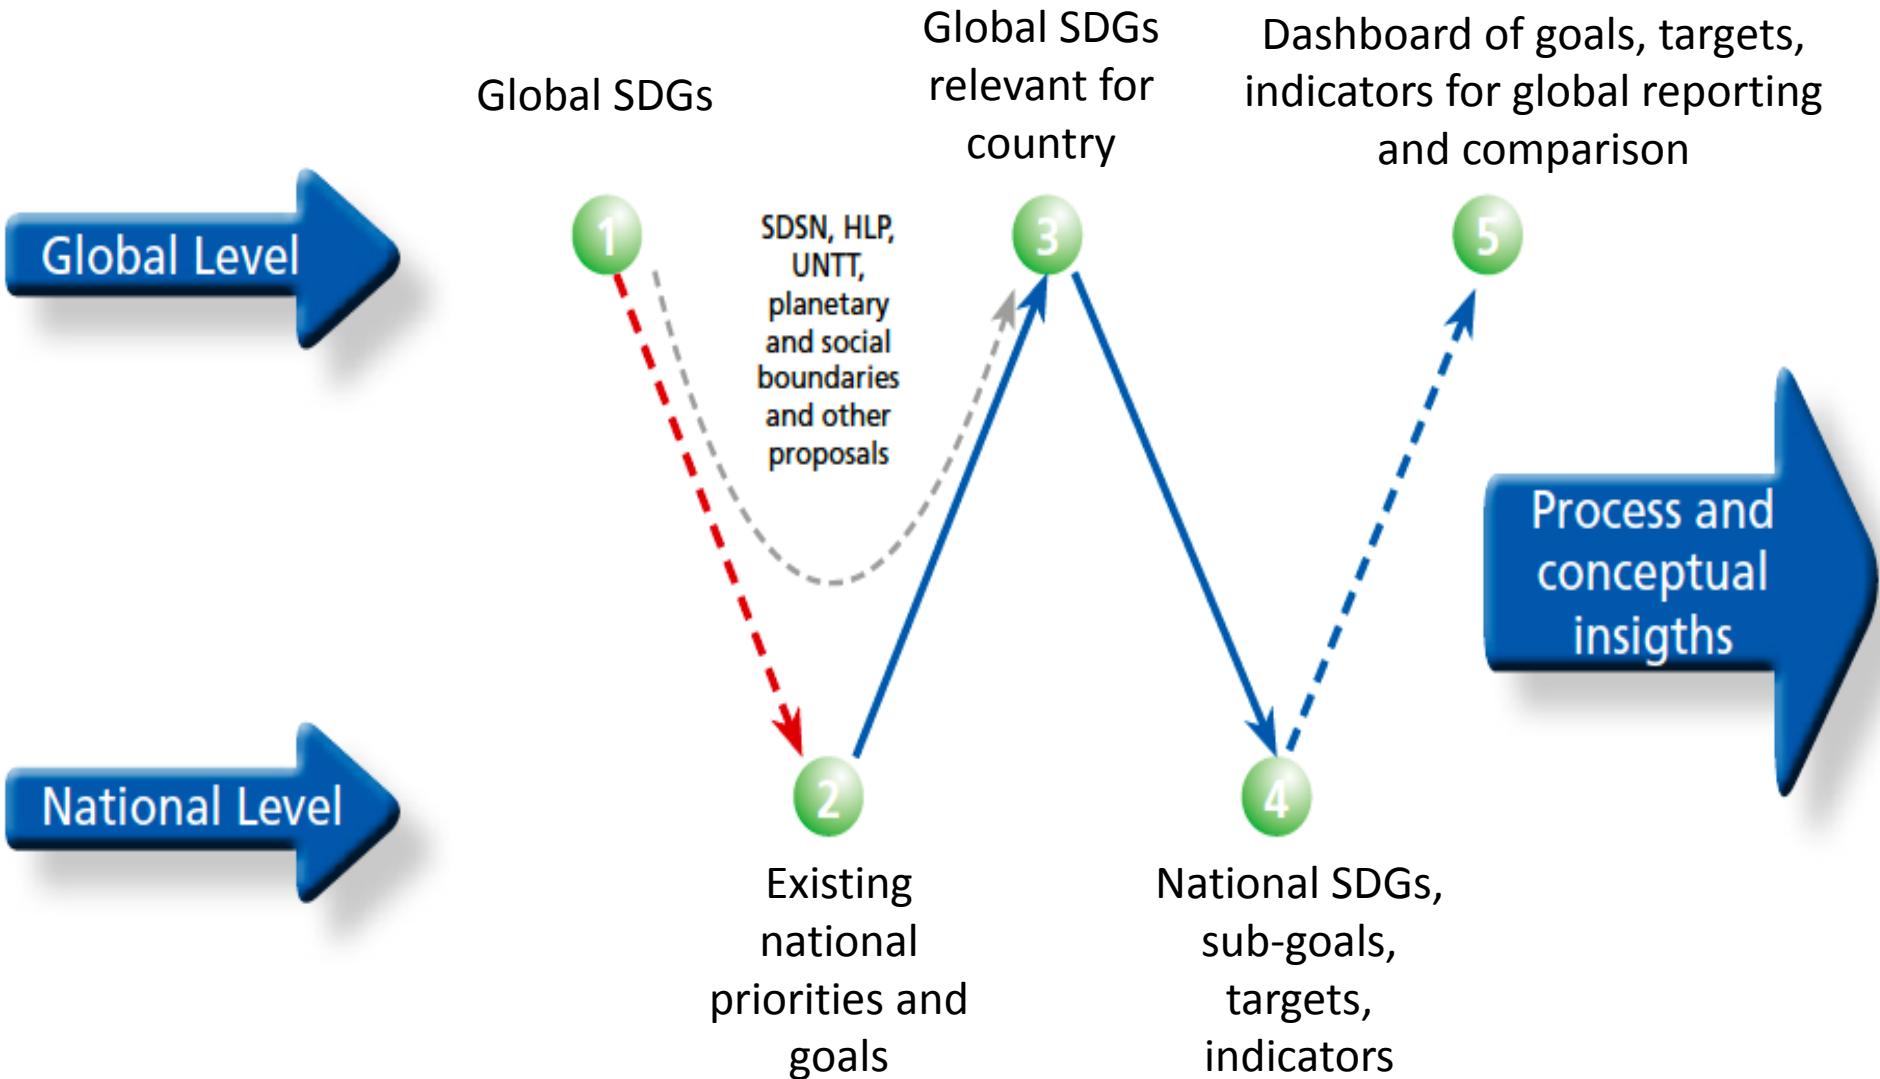 Global SDGs
Global SDGs
relevant for
country
Dashboard of goals, targets,
indicators for global reporting
and comparison
Global Level
1
SDSN, HLP,
UNTT,
planetary
and social
boundaries
and other
proposals
3
5
Process and
conceptual
insigths
National Level
2
4
Existing
national
priorities and
goals
National SDGs,
sub-goals,
targets,
indicators